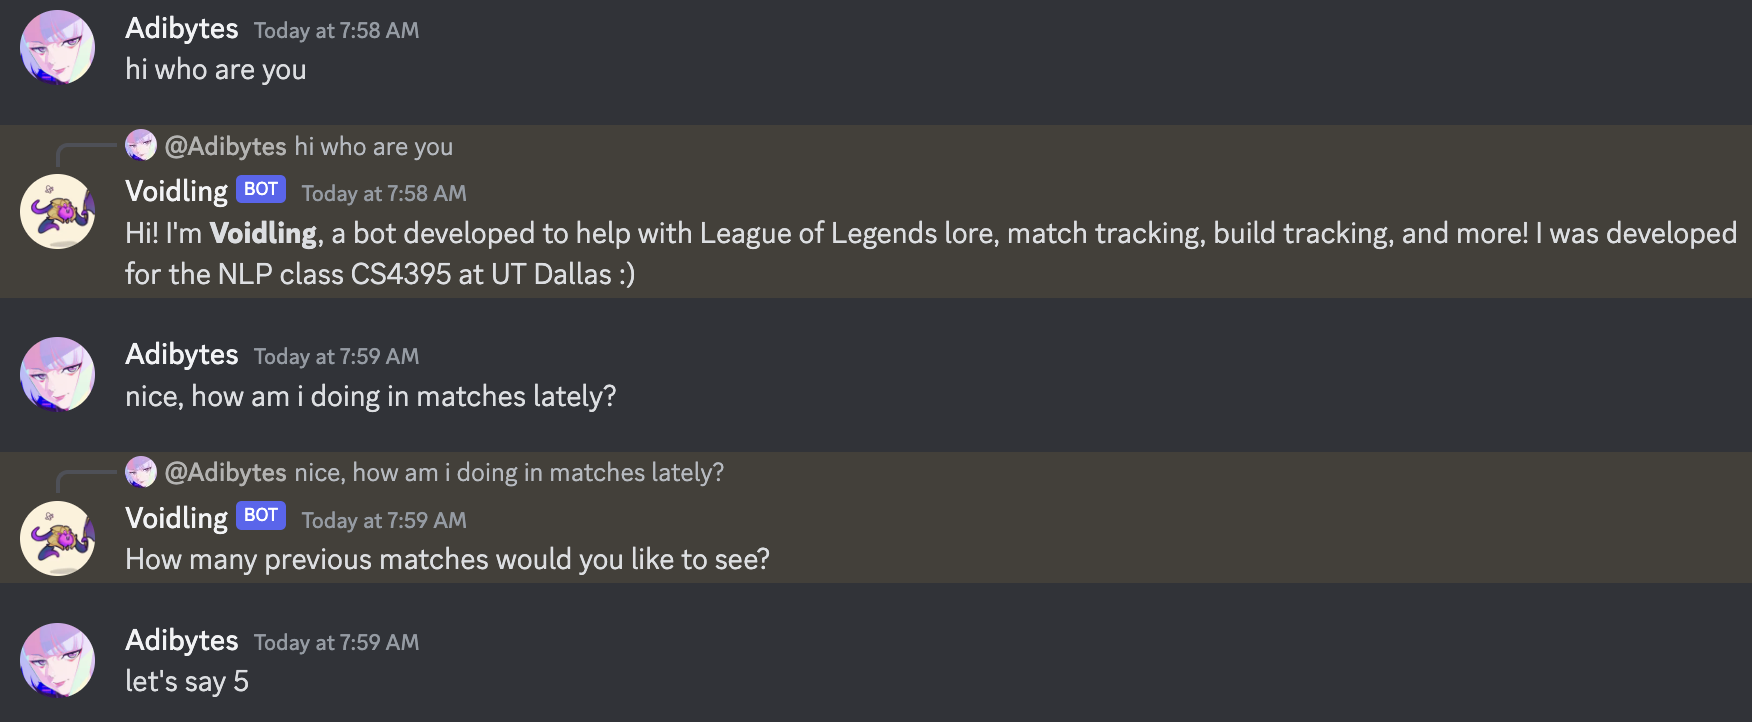 Adibytes Today at 7:58 AM
hi who are you
@Adibytes hi who are you
Voidling BOT Today at 7:58 AM
Hi! I'm Voidling, a bot developed to help with League of Legends lore, match tracking, build tracking, and more! I was developed
for the NLP class CS4395 at UT Dallas :)
Adibytes Today at 7:59 AM
nice, how am i doing in matches lately?
@Adibytes nice, how am i doing in matches lately?
Voidling BOT Today at 7:59 AM
How many previous matches would you like to see?
Adibytes Today at 7:59 AM
let's say 5